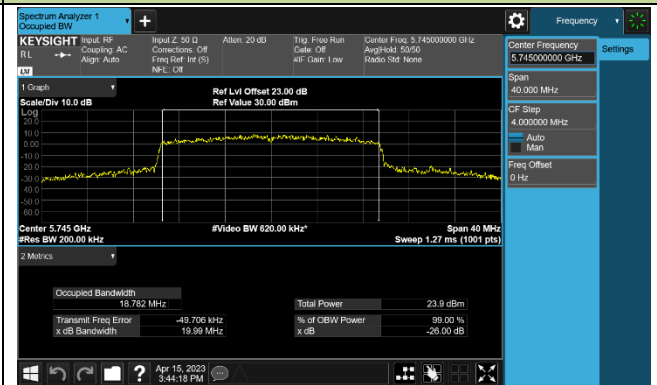 Spectrum Analyzer 1
Occupied BW
Frequency
KEYSIGHT
RL
LXI
Input: RF
Coupling: AC
Align: Auto
Input Z: 50 Ω
Corrections: Off
Freq Ref: Int (S)
NFE: Off
Atten: 20 dB
Trig: Free Run
Gate: Off
#IF Gain: Low
Center Freq: 5.745000000 GHz
Avg|Hold: 50/50
Radio Std: None
Center Frequency
5.745000000 GHz
Settings
Span
40.000 MHz
CF Step
4.000000 MHz
Auto
Man
Freq Offset
0 Hz
1 Graph
Scale/Div 10.0 dB
Ref Lvl Offset 23.00 dB
Ref Value 30.00 dBm
Log
20.0
10.0
0.00
-10.0
-20.0
-30.0
-40.0
-50.0
-60.0
Center 5.745 GHz
#Res BW 200.00 kHz
#Video BW 620.00 kHz*
Span 40 MHz
Sweep 1.27 ms (1001 pts)
2 Metrics
Occupied Bandwidth
18.782 MHz
Total Power 23.9 dBm
Transmit Freq Error -49.706 kHz
% of OBW Power 99.00 %
x dB Bandwidth 19.99 MHz
x dB -26.00 dB
?
Apr 15, 2023
3:44:18 PM